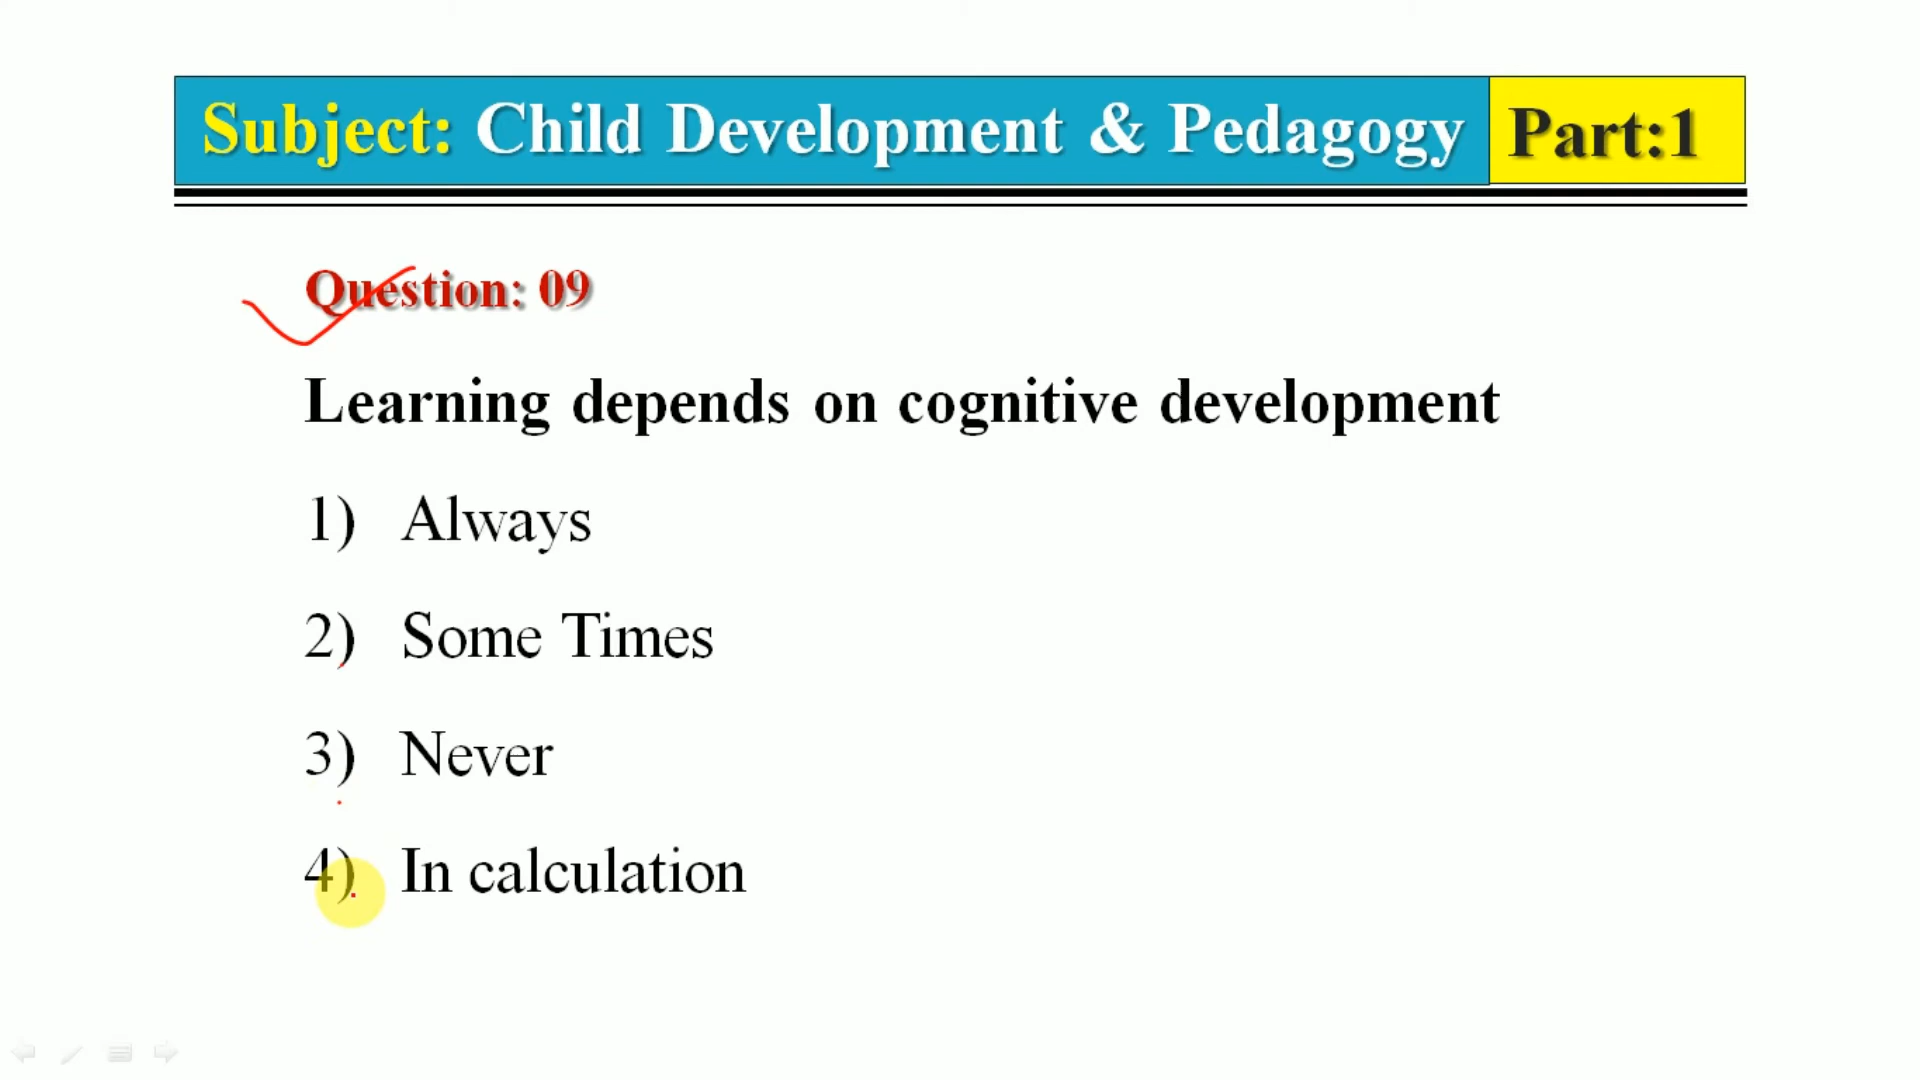 Subject: Child Development & Pedagogy Part:1
Question: 09
Learning depends on cognitive development
1) Always
2) Some Times
3) Never
4) In calculation